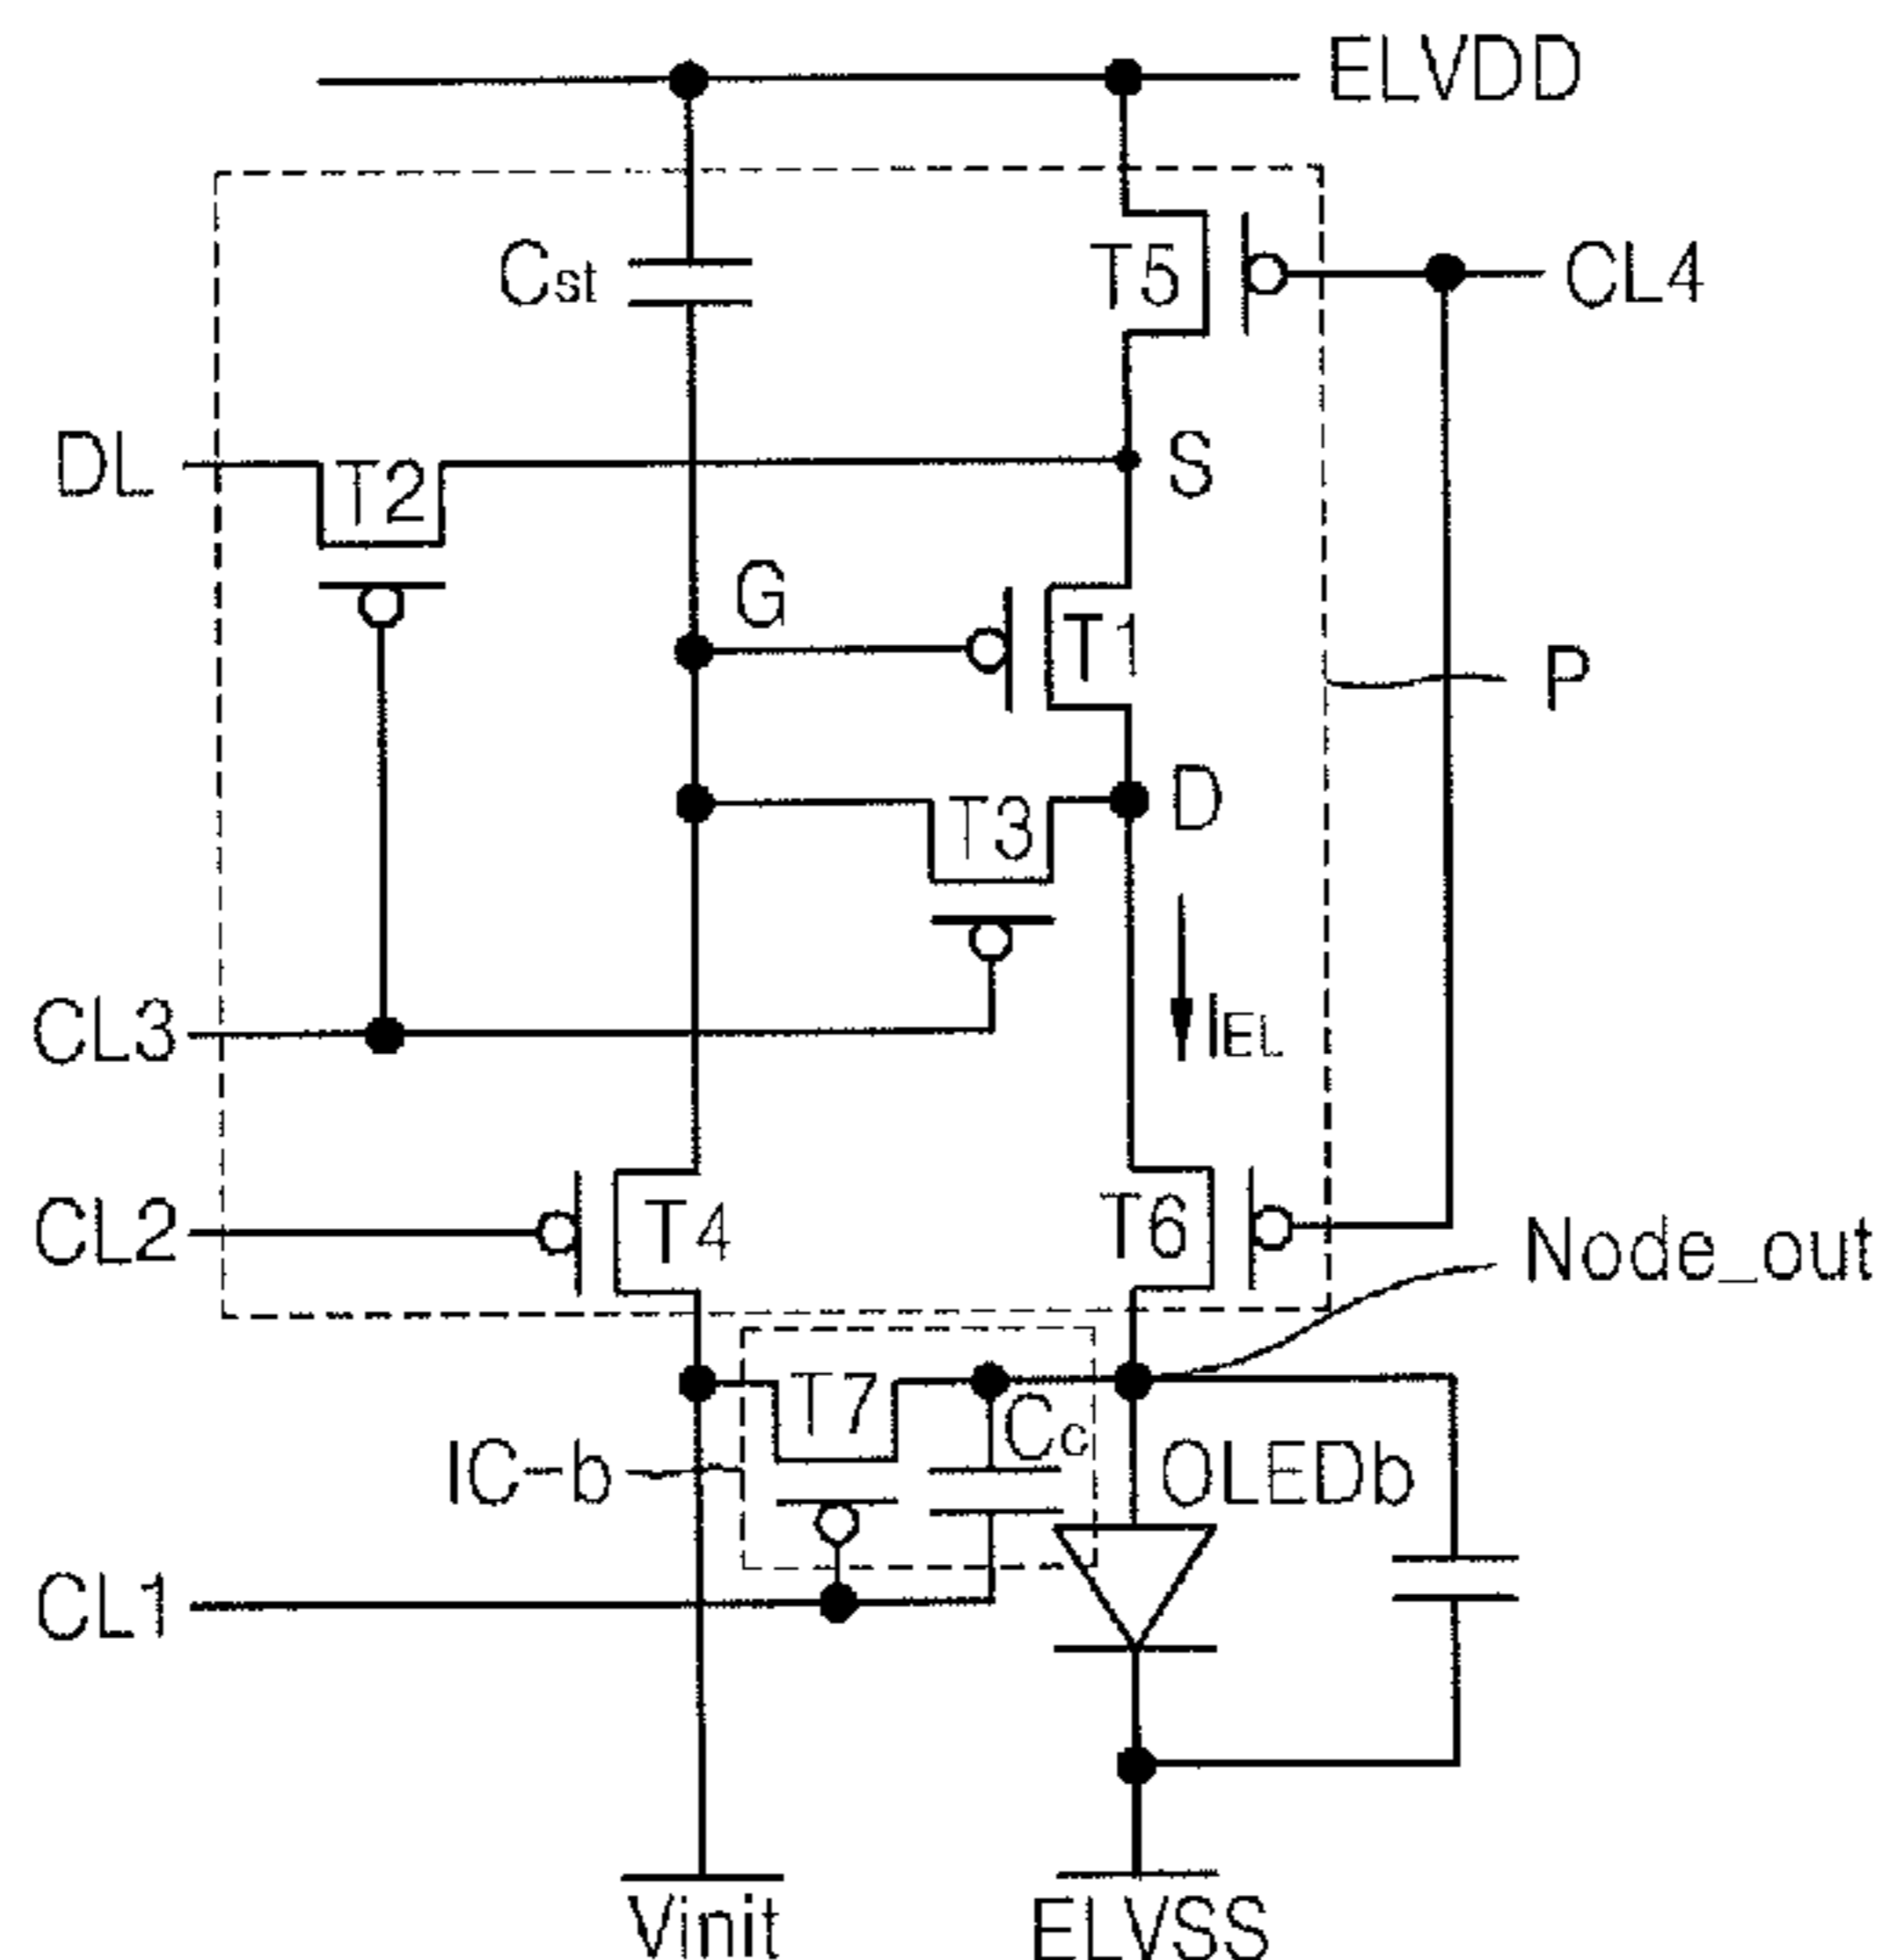 ELVDD
Cst
T5
CL4
DL
T2
S
G
T1
P
T3
D
CL3
IEL
CL2
T4
T6
Node_out
T7
Cc
IC-b
OLEDb
CL1
Vinit
ELVSS